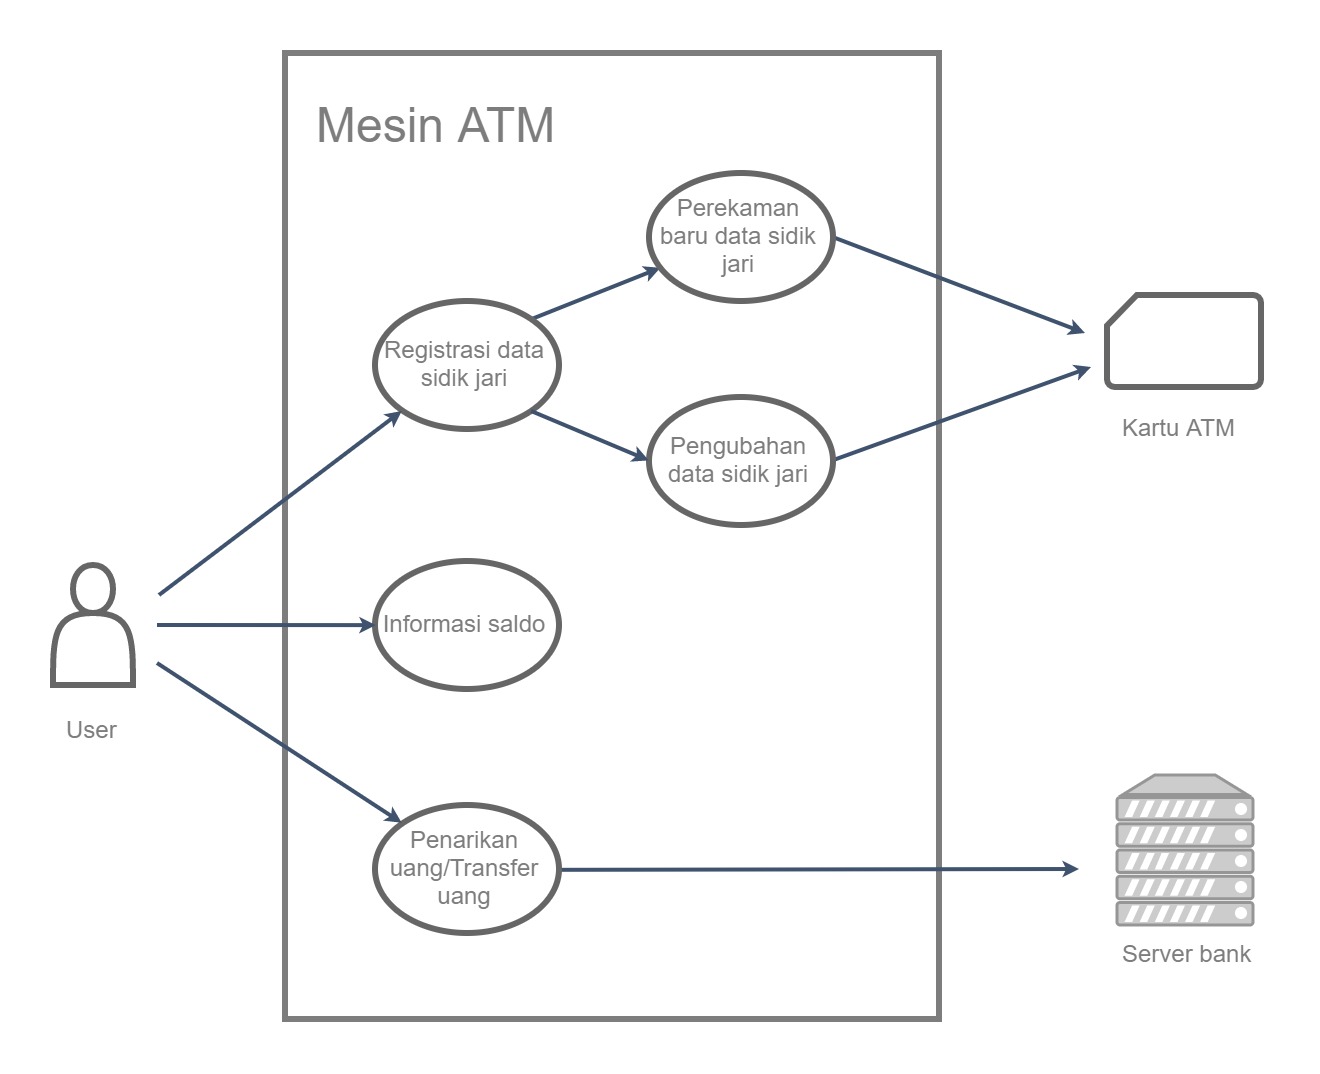 Mesin ATM
Perekaman
baru data sidik
jari
Registrasi data
sidik jari
Kartu ATM
Pengubahan
data sidik jari
Informasi saldo
User
Penarikan
uang/Transfer
uang
Server bank